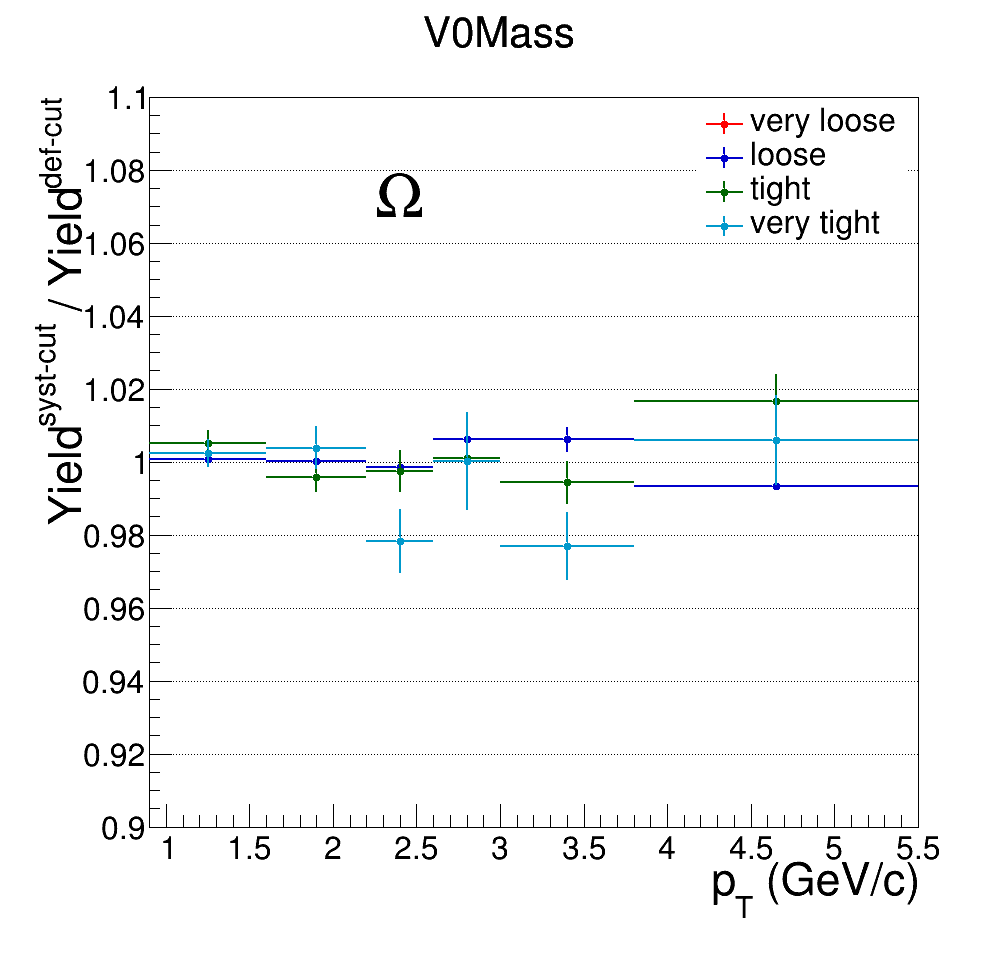 V0Mass
Yield^syst-cut / Yield^def-cut
1.1
1.08
1.06
1.04
1.02
1
0.98
0.96
0.94
0.92
0.9
Ω
very loose
loose
tight
very tight
1 1.5 2 2.5 3 3.5 4 4.5 5 5.5
p_T (GeV/c)